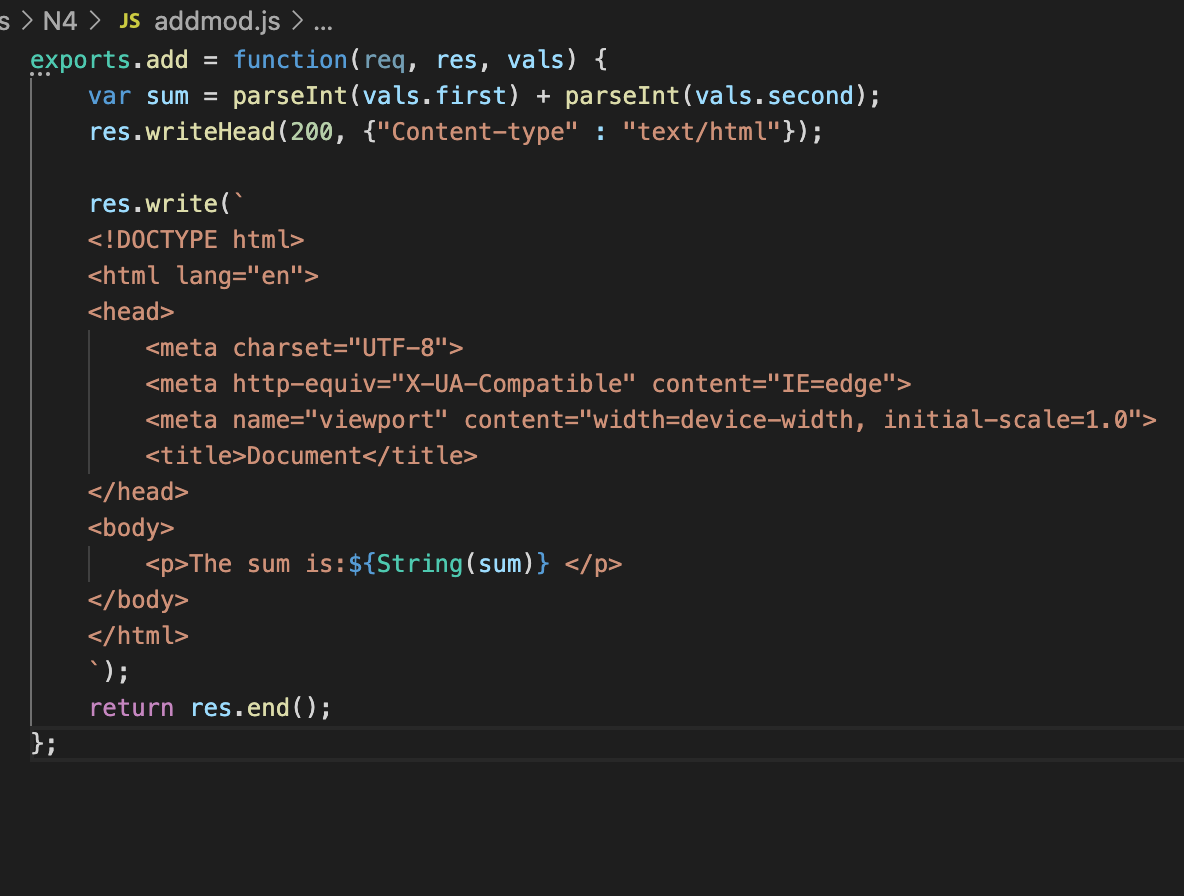 s > N4 > JS addmod.js > ...
exports.add = function(req, res, vals) {
    var sum = parseInt(vals.first) + parseInt(vals.second);
    res.writeHead(200, {"Content-type" : "text/html"});

    res.write(`
    <!DOCTYPE html>
    <html lang="en">
    <head>
        <meta charset="UTF-8">
        <meta http-equiv="X-UA-Compatible" content="IE=edge">
        <meta name="viewport" content="width=device-width, initial-scale=1.0">
        <title>Document</title>
    </head>
    <body>
        <p>The sum is:${String(sum)} </p>
    </body>
    </html>
    `);
    return res.end();
};